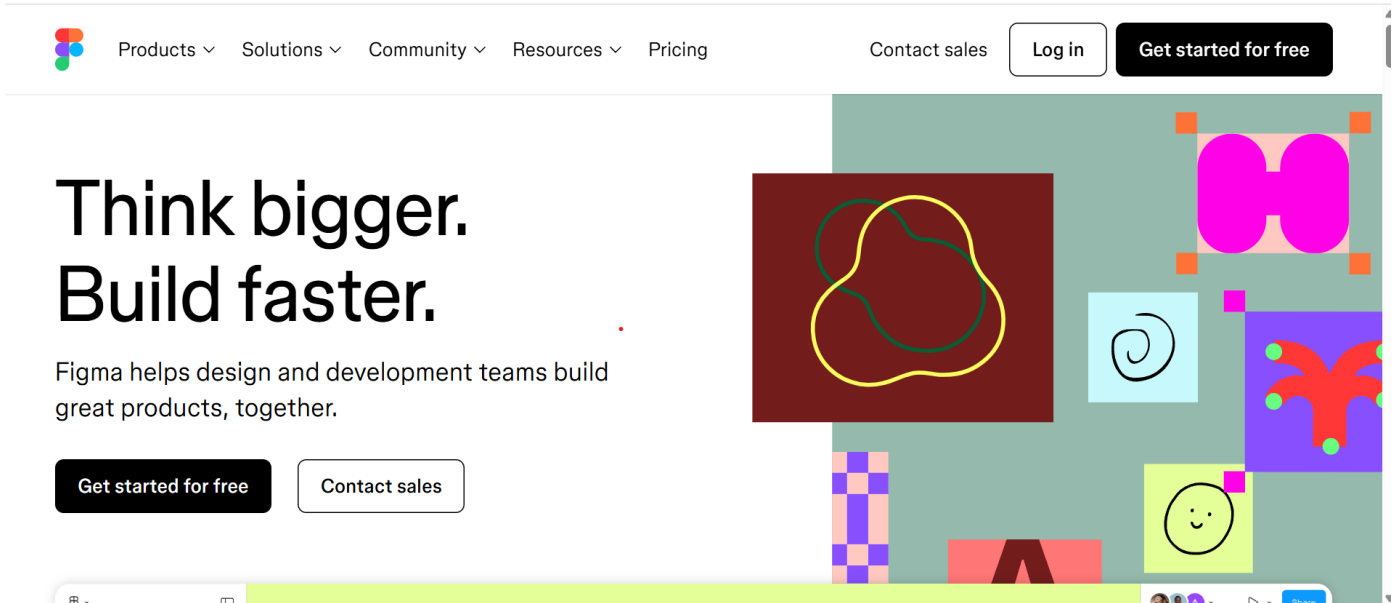 Products Solutions Community Resources Pricing Contact sales Log in Get started for free
Think bigger.
Build faster.
Figma helps design and development teams build
great products, together.
Get started for free Contact sales
A Share